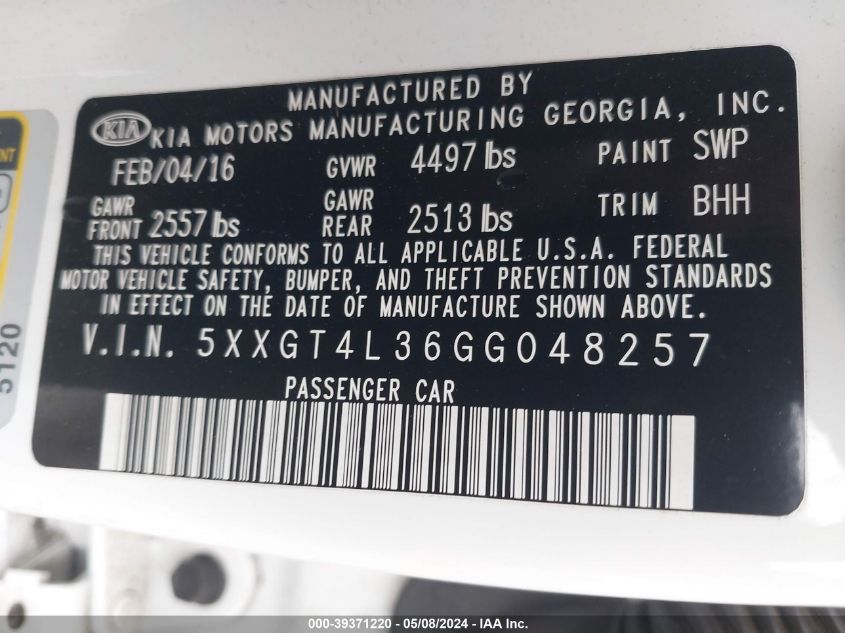 MANUFACTURED BY
KIA KIA MOTORS MANUFACTURING GEORGIA, INC.
FEB/04/16 GVWR 4497 lbs PAINT SWP
GAWR FRONT 2557 lbs GAWR REAR 2513 lbs TRIM BHH
THIS VEHICLE CONFORMS TO ALL APPLICABLE U.S.A. FEDERAL
MOTOR VEHICLE SAFETY, BUMPER, AND THEFT PREVENTION STANDARDS
IN EFFECT ON THE DATE OF MANUFACTURE SHOWN ABOVE.
V.I.N. 5XXGT4L36GG048257
PASSENGER CAR
5120
000-39371220 - 05/08/2024 - IAA Inc.